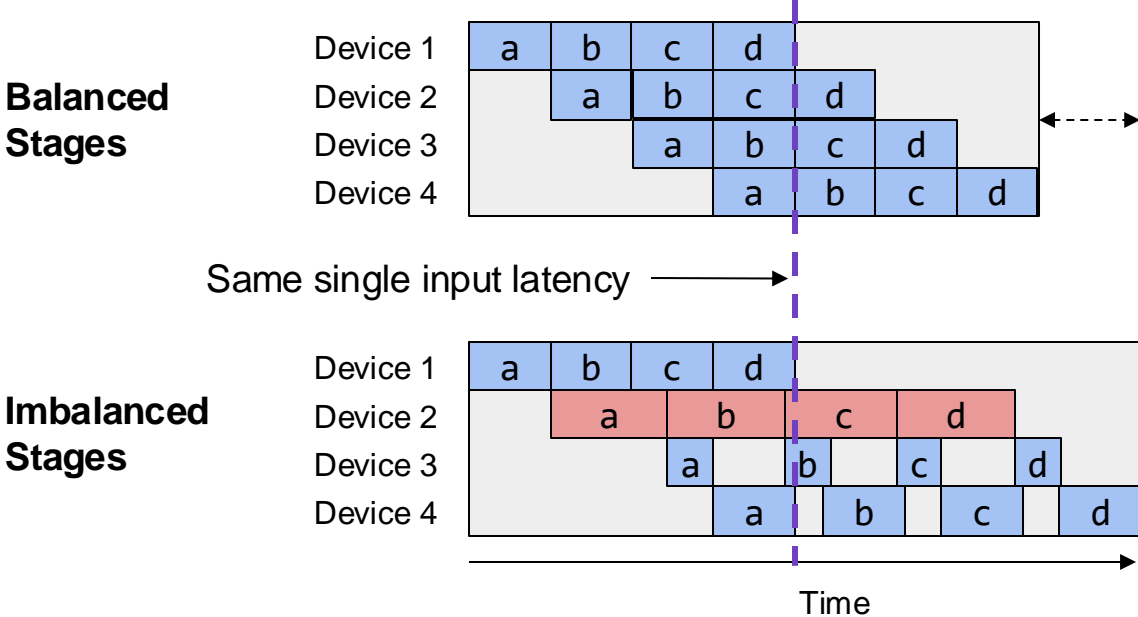 Balanced
Stages
Device 1 a b c d
Device 2 a b c d
Device 3 a b c d
Device 4 a b c d
Same single input latency
Imbalanced
Stages
Device 1 a b c d
Device 2 a b c d
Device 3 a b c d
Device 4 a b c d
Time